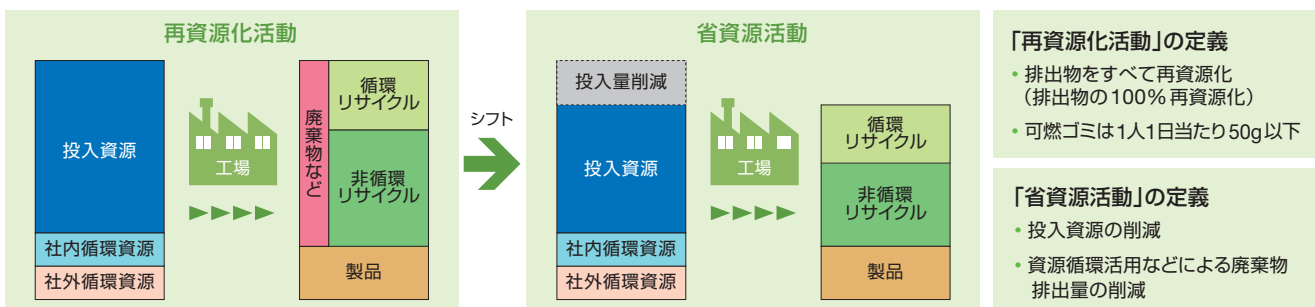 再資源化活動
投入資源
社内循環資源
社外循環資源
工場
廃棄物など
循環
リサイクル
非循環
リサイクル
製品
シフト
省資源活動
投入量削減
投入資源
社内循環資源
社外循環資源
工場
循環
リサイクル
非循環
リサイクル
製品
「再資源化活動」の定義
・排出物をすべて再資源化
（排出物の100％再資源化）
・可燃ゴミは1人1日当たり50g以下
「省資源活動」の定義
・投入資源の削減
・資源循環活用などによる廃棄物
排出量の削減